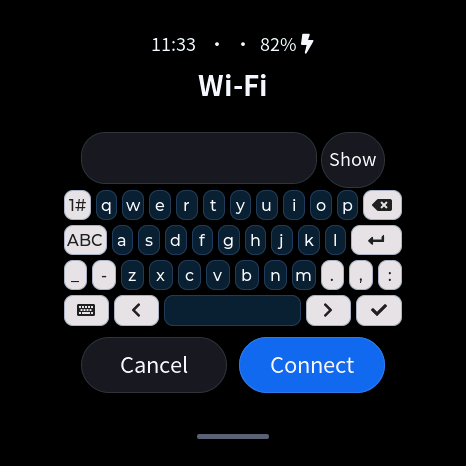 11:33 • • 82%
Wi-Fi
Show
1# q w e r t y u i o p
ABC a s d f g h j k l
_ - z x c v b n m . , :
Cancel Connect